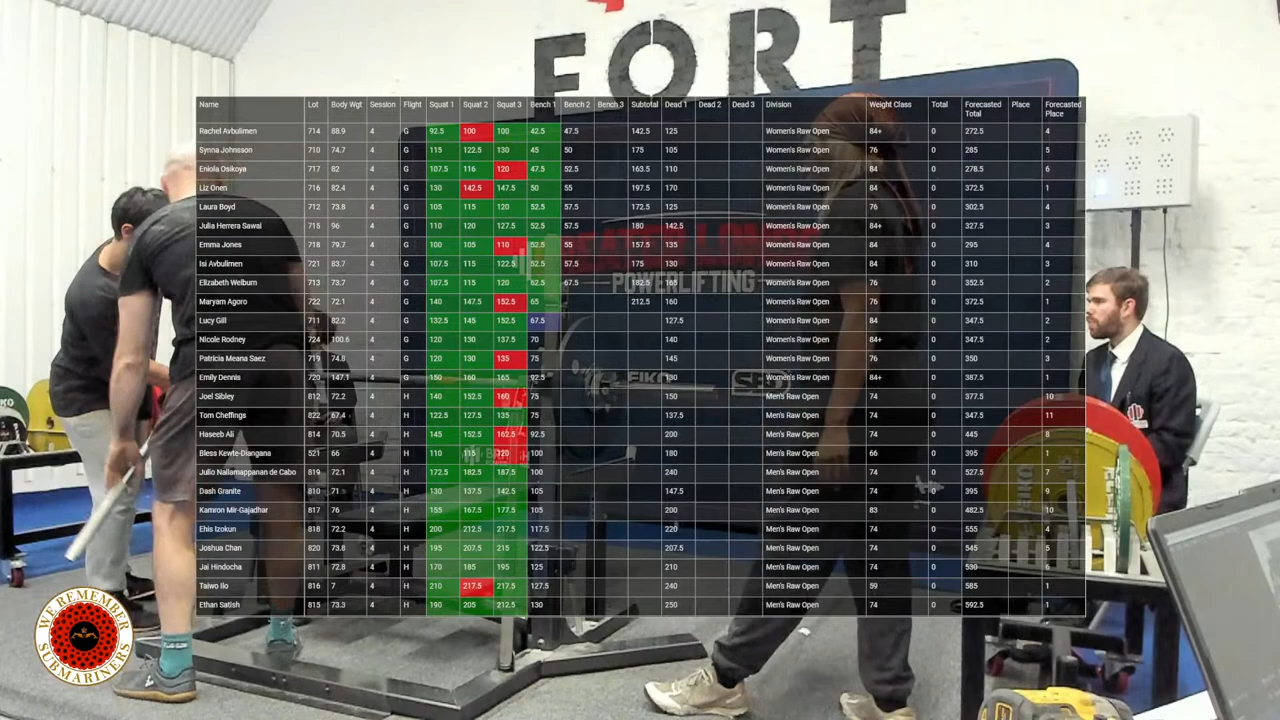 FORT
Name Lot Body Wgt Session Flight Squat 1 Squat 2 Squat 3 Bench 1 Bench 2 Bench 3 Subtotal Dead 1 Dead 2 Dead 3 Division Weight Class Total Forecasted Total Place Forecasted Place
Rachel Avbulimen 714 88.9 4 G 92.5 100 100 42.5 47.5 142.5 125 Women's Raw Open 84+ 0 272.5 4
Synna Johnsson 710 74.7 4 G 115 122.5 130 45 50 175 105 Women's Raw Open 76 0 285 5
Eniola Osikoya 717 82 4 G 107.5 116 120 47.5 52.5 163.5 110 Women's Raw Open 84 0 278.5 6
Liz Onen 716 82.4 4 G 130 142.5 147.5 50 55 197.5 170 Women's Raw Open 84 0 372.5 1
Laura Boyd 712 73.8 4 G 105 115 120 52.5 57.5 172.5 125 Women's Raw Open 76 0 302.5 4
Julia Herrera Sawai 715 96 4 G 110 120 127.5 52.5 57.5 180 142.5 Women's Raw Open 84+ 0 327.5 3
Emma Jones 718 79.7 4 G 100 105 110 52.5 55 157.5 135 Women's Raw Open 84 0 295 4
Isi Avbulimen 721 83.7 4 G 107.5 115 122.5 52.5 57.5 175 130 Women's Raw Open 84 0 310 3
Elizabeth Welburn 713 73.7 4 G 107.5 115 120 62.5 67.5 182.5 165 Women's Raw Open 76 0 352.5 2
Maryam Agoro 722 72.1 4 G 140 147.5 152.5 65 212.5 160 Women's Raw Open 76 0 372.5 1
Lucy Gill 711 82.2 4 G 132.5 145 152.5 67.5 127.5 Women's Raw Open 84 0 347.5 2
Nicole Rodney 724 100.6 4 G 120 130 137.5 70 140 Women's Raw Open 84+ 0 347.5 2
Patricia Meana Saez 719 74.8 4 G 120 130 135 75 145 Women's Raw Open 76 0 350 3
Emily Dennis 720 147.1 4 G 150 160 165 92.5 130 Women's Raw Open 84+ 0 387.5 1
Joel Sibley 812 72.2 4 H 140 152.5 160 75 150 Men's Raw Open 74 0 377.5 10
Tom Cheffings 822 67.4 4 H 122.5 127.5 135 75 137.5 Men's Raw Open 74 0 347.5 11
Haseeb Ali 814 70.5 4 H 145 152.5 162.5 92.5 200 Men's Raw Open 74 0 445 8
Bless Kewte-Diangana 521 66 4 H 110 115 120 100 180 Men's Raw Open 66 0 395 1
Julio Nallamappanan de Cabo 819 72.1 4 H 172.5 182.5 187.5 100 240 Men's Raw Open 74 0 527.5 7
Dash Granite 810 71 4 H 130 137.5 142.5 105 147.5 Men's Raw Open 74 0 395 9
Kamron Mir-Gajadhar 817 76 4 H 155 167.5 177.5 105 200 Men's Raw Open 83 0 482.5 10
Ehis Izokun 818 72.2 4 H 200 212.5 217.5 117.5 220 Men's Raw Open 74 0 555 4
Joshua Chan 820 73.8 4 H 195 207.5 215 122.5 207.5 Men's Raw Open 74 0 545 5
Jai Hindocha 811 72.8 4 H 170 185 195 125 210 Men's Raw Open 74 0 530 6
Taiwo Ilo 816 7 4 H 210 217.5 217.5 127.5 240 Men's Raw Open 59 0 585 1
Ethan Satish 815 73.3 4 H 190 205 212.5 130 250 Men's Raw Open 74 0 592.5 1
POWERLIFTING
EIKO
SBD
WE REMEMBER
SUBMARINERS